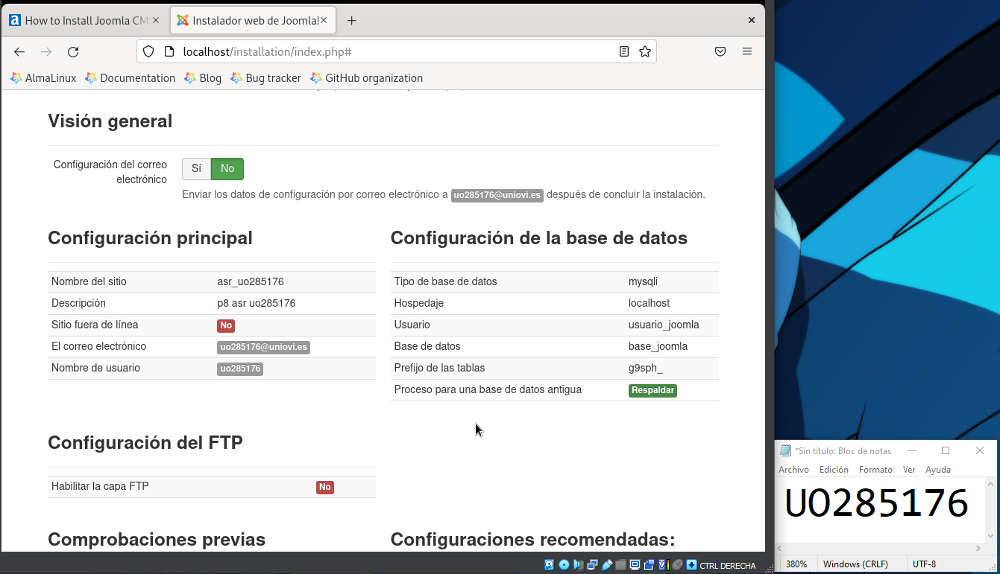 How to Install Joomla CMS
Instalador web de Joomla!
localhost/installation/index.php#
AlmaLinux Documentation Blog Bug tracker GitHub organization
Visión general
Configuración del correo
electrónico
Sí No
Enviar los datos de configuración por correo electrónico a uo285176@uniovi.es después de concluir la instalación.
Configuración principal
Nombre del sitio asr_uo285176
Descripción p8 asr uo285176
Sitio fuera de línea No
El correo electrónico uo285176@uniovi.es
Nombre de usuario uo285176
Configuración de la base de datos
Tipo de base de datos mysqli
Hospedaje localhost
Usuario usuario_joomla
Base de datos base_joomla
Prefijo de las tablas g9sph_
Proceso para una base de datos antigua Respaldar
Configuración del FTP
Habilitar la capa FTP No
Comprobaciones previas
Configuraciones recomendadas:
*Sin título: Bloc de notas
Archivo Edición Formato Ver Ayuda
UO285176
380% Windows (CRLF) UTF-8
CTRL DERECHA